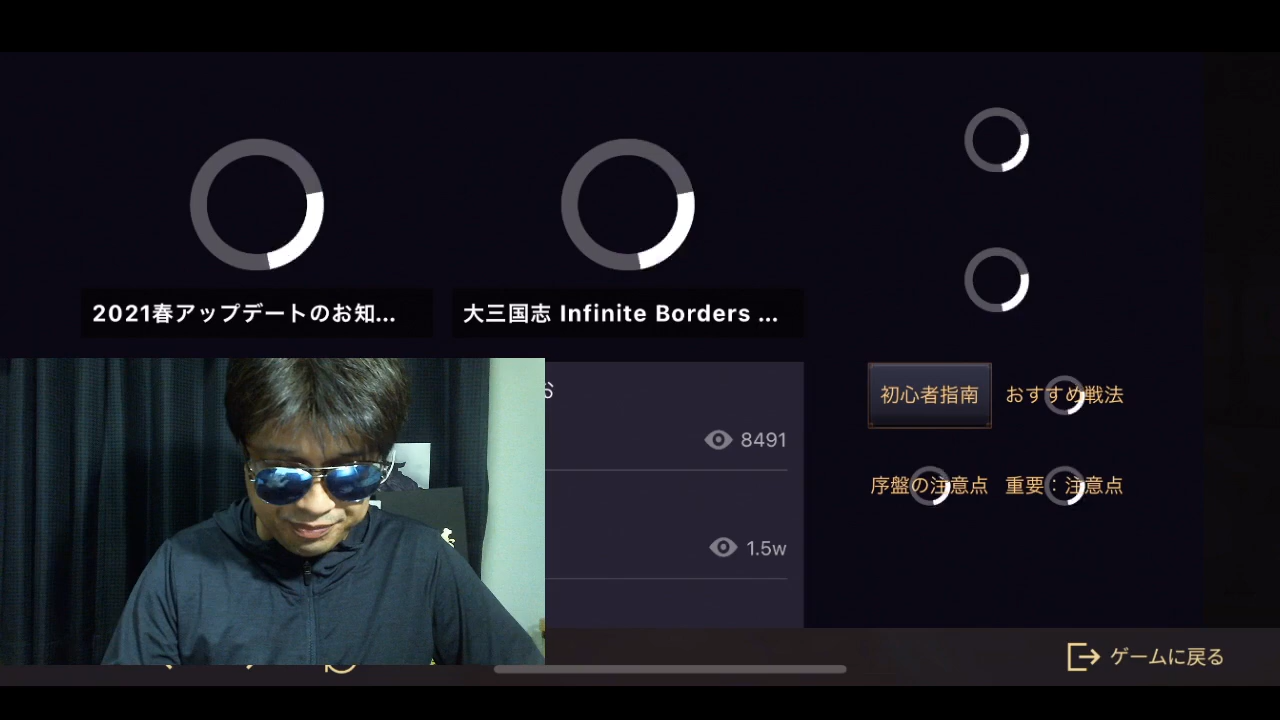 2021春アップデートのお知...
大三国志 Infinite Borders ...
8491
1.5w
初心者指南
おすすめ戦法
序盤の注意点
重要：注意点
ゲームに戻る